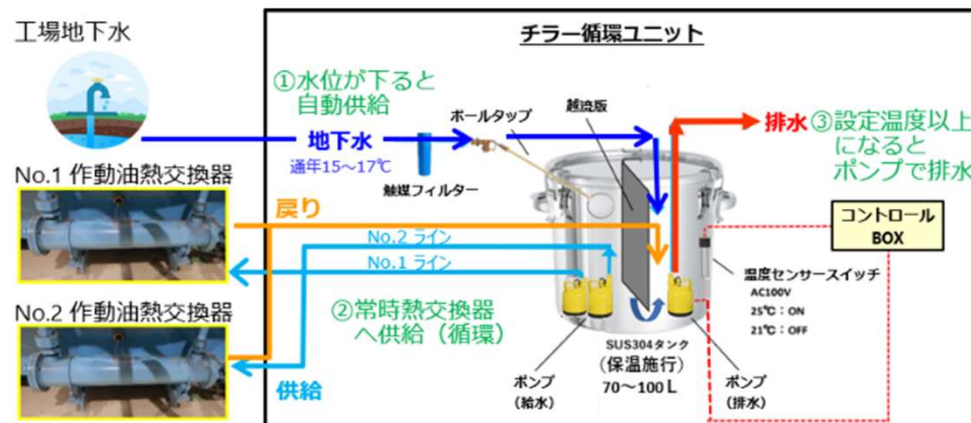 工場地下水
チラー循環ユニット
①水位が下ると
自動供給
ボールタップ
越流版
地下水
通年15～17℃
触媒フィルター
排水
③設定温度以上
になると
ポンプで排水
No.1 作動油熱交換器
戻り
No.2 ライン
No.1 ライン
コントロール
BOX
温度センサースイッチ
AC100V
25℃：ON
21℃：OFF
No.2 作動油熱交換器
②常時熱交換器
へ供給（循環）
供給
SUS304タンク
（保温施行）
70～100 L
ポンプ
（給水）
ポンプ
（排水）